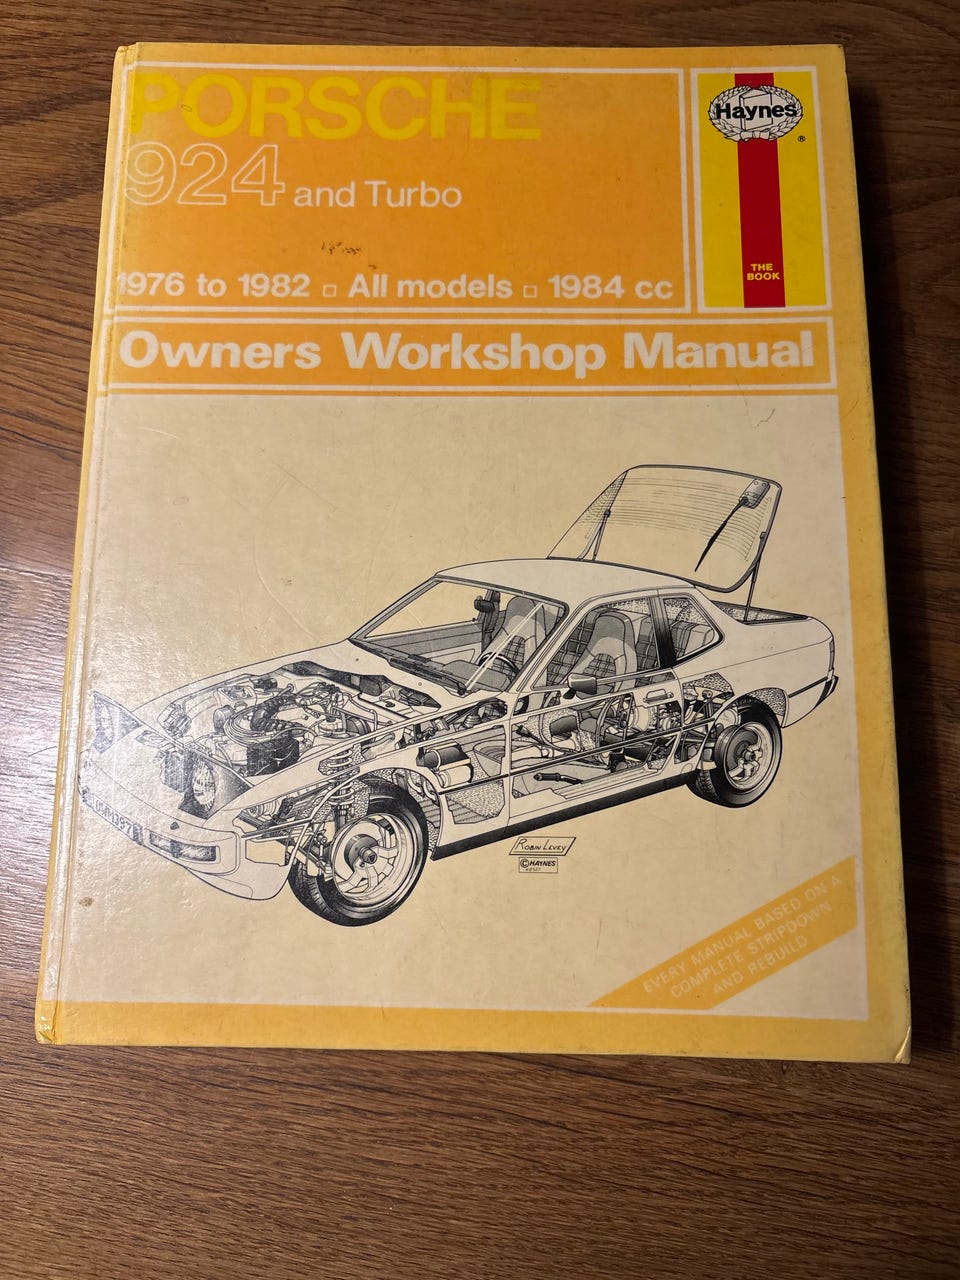 PORSCHE
924 and Turbo
1976 to 1982 □ All models □ 1984 cc
Haynes
®
THE
BOOK
Owners Workshop Manual
ROBIN LEVEY
© HAYNES
EVERY MANUAL BASED ON A
COMPLETE STRIPDOWN
AND REBUILD